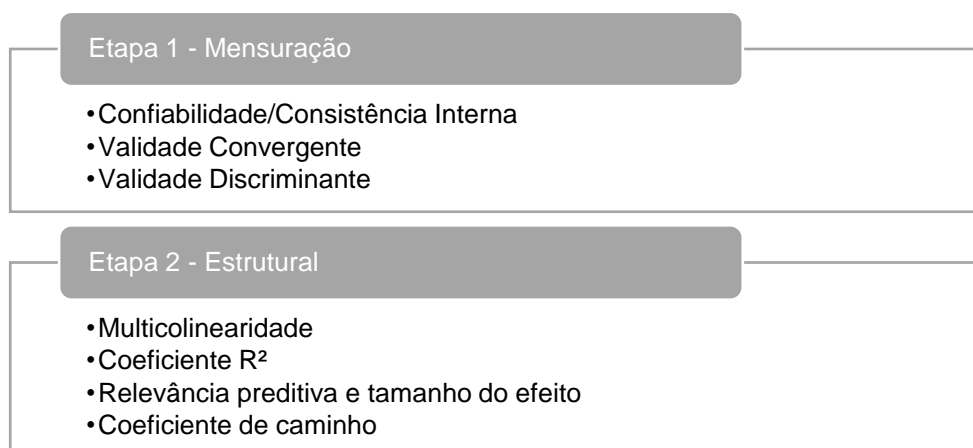 Etapa 1 - Mensuração
•Confiabilidade/Consistência Interna
•Validade Convergente
•Validade Discriminante
Etapa 2 - Estrutural
•Multicolinearidade
•Coeficiente R²
•Relevância preditiva e tamanho do efeito
•Coeficiente de caminho